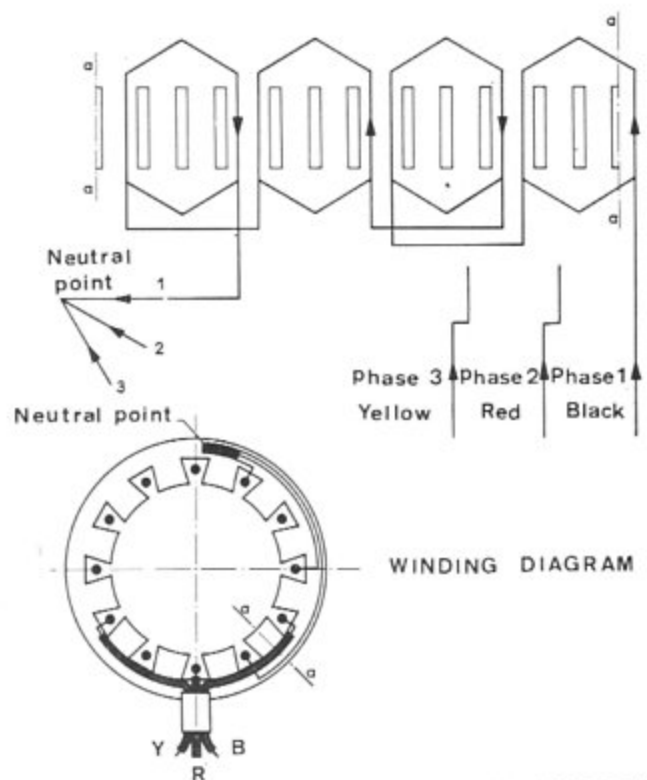 a
a
a
a
Neutral
point
1
2
3
Phase 3 Phase 2 Phase 1
Yellow Red Black
Neutral point
WINDING DIAGRAM
a
a
Y B
R